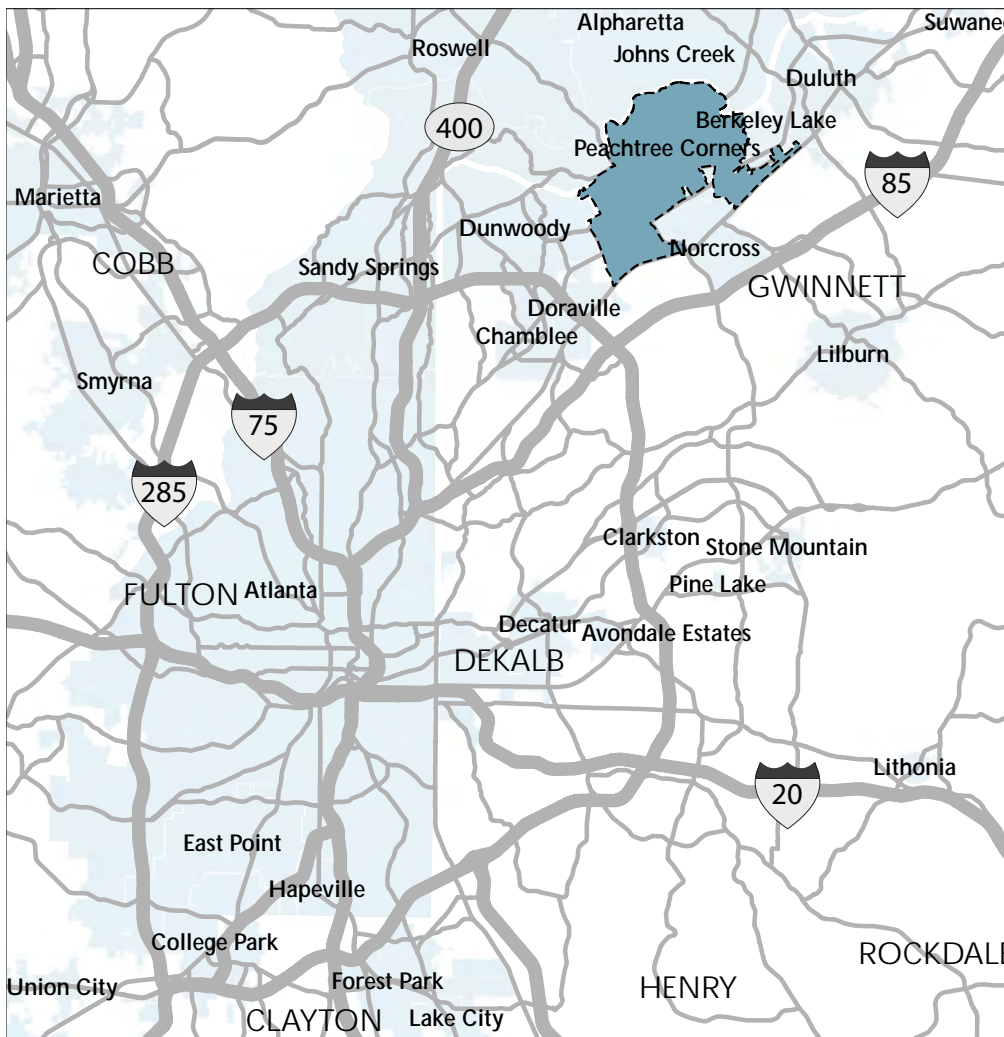 Alpharetta
Suwanee
Roswell
Johns Creek
Duluth
400
Berkeley Lake
Peachtree Corners
85
Marietta
Dunwoody
Norcross
COBB
Sandy Springs
GWINNETT
Doraville
Chamblee
Lilburn
Smyrna
75
285
Clarkston
Stone Mountain
Pine Lake
FULTON
Atlanta
Decatur
Avondale Estates
DEKALB
Lithonia
20
East Point
Hapeville
College Park
ROCKDALE
Union City
Forest Park
HENRY
CLAYTON
Lake City